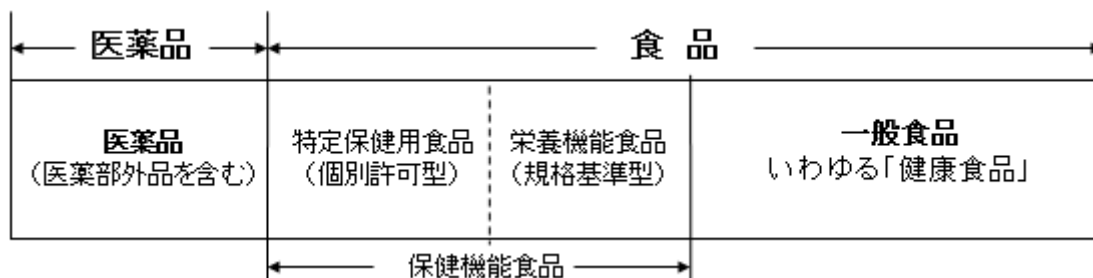 医薬品
食 品
医薬品
(医薬部外品を含む)
特定保健用食品
(個別許可型)
栄養機能食品
(規格基準型)
一般食品
いわゆる「健康食品」
保健機能食品